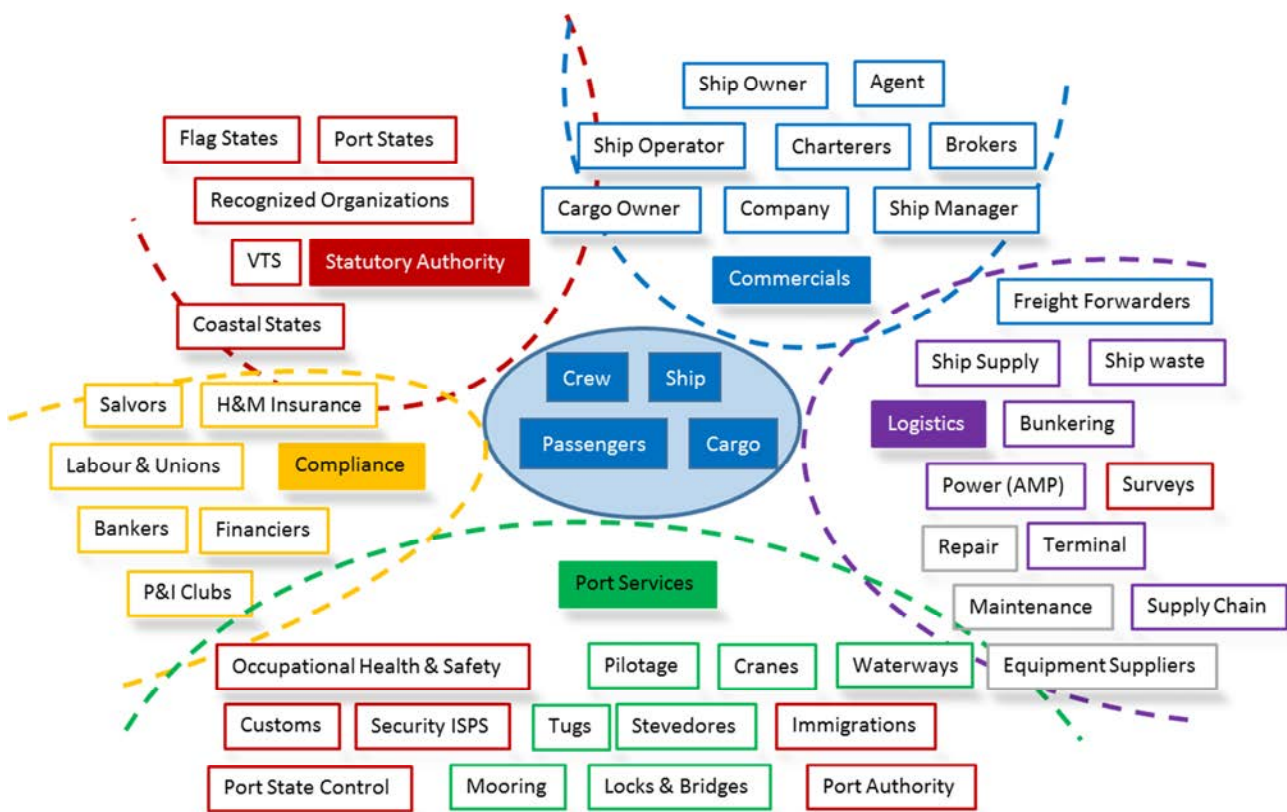 Ship Owner
Agent
Flag States
Port States
Ship Operator
Charterers
Brokers
Recognized Organizations
Cargo Owner
Company
Ship Manager
VTS
Statutory Authority
Commercials
Freight Forwarders
Coastal States
Ship Supply
Ship waste
Crew
Ship
Salvors
H&M Insurance
Logistics
Bunkering
Passengers
Cargo
Labour & Unions
Compliance
Power (AMP)
Surveys
Bankers
Financiers
Repair
Terminal
P&I Clubs
Port Services
Maintenance
Supply Chain
Occupational Health & Safety
Pilotage
Cranes
Waterways
Equipment Suppliers
Customs
Security ISPS
Tugs
Stevedores
Immigrations
Port State Control
Mooring
Locks & Bridges
Port Authority